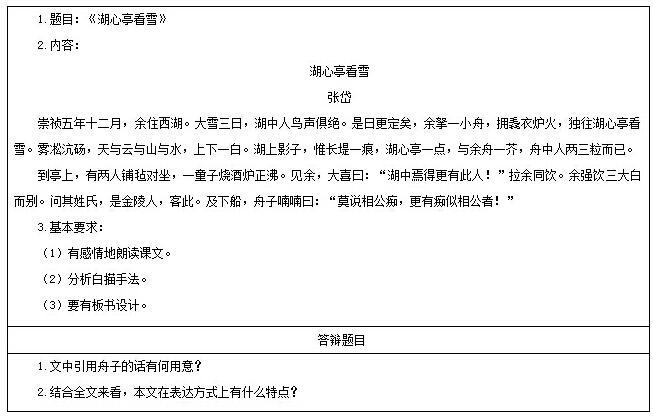 1.题目：《湖心亭看雪》
2.内容：
湖心亭看雪
张岱
崇祯五年十二月，余住西湖。大雪三日，湖中人鸟声俱绝。是日更定矣，余拏一小舟，拥毳衣炉火，独往湖心亭看
雪。雾凇沆砀，天与云与山与水，上下一白。湖上影子，惟长堤一痕，湖心亭一点，与余舟一芥，舟中人两三粒而已。
到亭上，有两人铺毡对坐，一童子烧酒炉正沸。见余，大喜曰：“湖中焉得更有此人！”拉余同饮。余强饮三大白
而别。问其姓氏，是金陵人，客此。及下船，舟子喃喃曰：“莫说相公痴，更有痴似相公者！”
3.基本要求：
（1）有感情地朗读课文。
（2）分析白描手法。
（3）要有板书设计。
答辩题目
1.文中引用舟子的话有何用意？
2.结合全文来看，本文在表达方式上有什么特点？